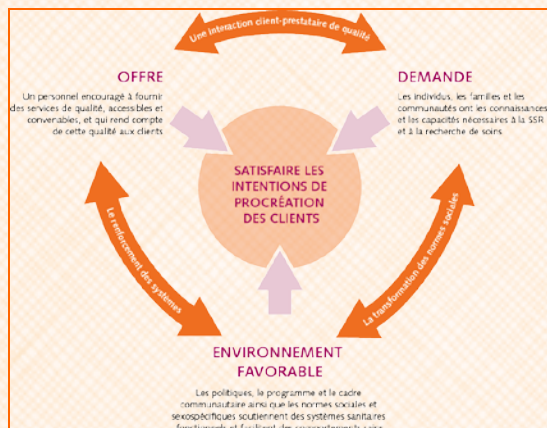 Une interaction client-prestataire de qualité
OFFRE
Un personnel encouragé à fournir
des services de qualité, accessibles et
convenables, et qui rend compte
de cette qualité aux clients
DEMANDE
Les individus, les familles et les
communautés ont les connaissances
et les capacités nécessaires à la SSR
et à la recherche de soins
SATISFAIRE LES
INTENTIONS DE
PROCRÉATION
DES CLIENTS
Le renforcement des systèmes
La transformation des normes sociales
ENVIRONNEMENT
FAVORABLE
Les politiques, le programme et le cadre
communautaire ainsi que les normes sociales et
sexospécifiques soutiennent des systèmes sanitaires